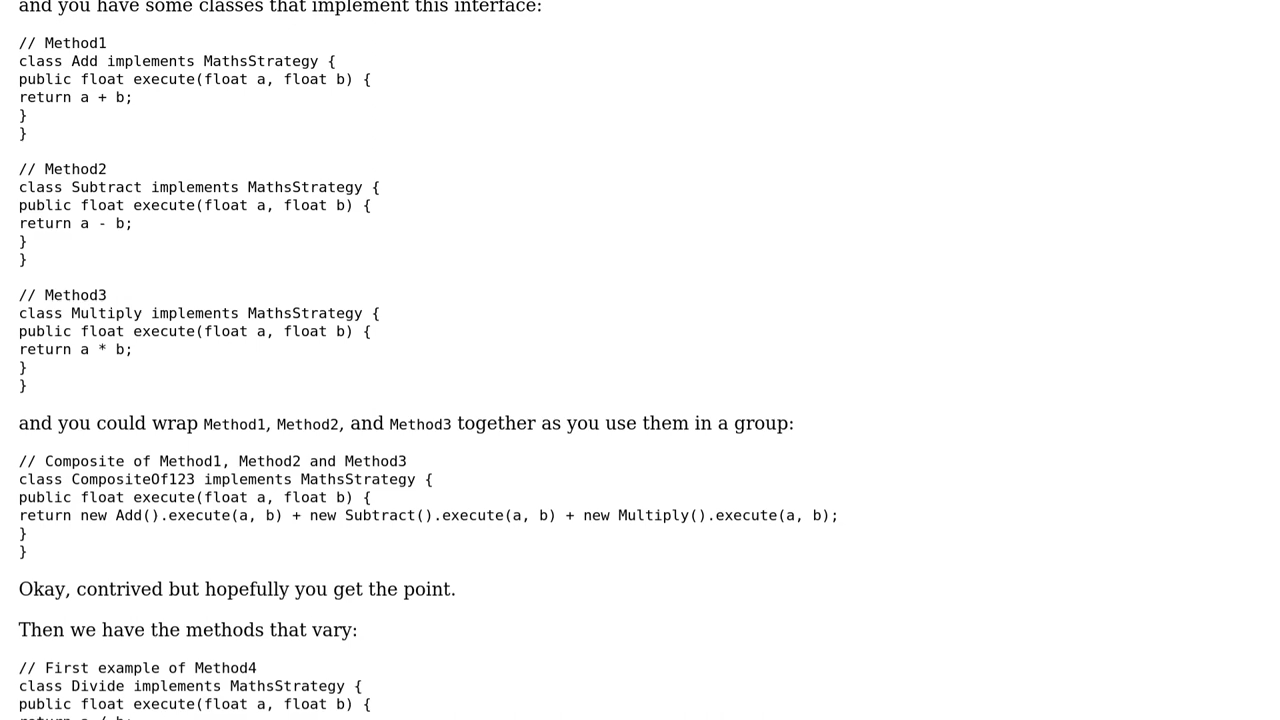 and you have some classes that implement this interface:
// Method1
class Add implements MathsStrategy {
public float execute(float a, float b) {
return a + b;
}
}
// Method2
class Subtract implements MathsStrategy {
public float execute(float a, float b) {
return a - b;
}
}
// Method3
class Multiply implements MathsStrategy {
public float execute(float a, float b) {
return a * b;
}
}
and you could wrap Method1, Method2, and Method3 together as you use them in a group:
// Composite of Method1, Method2 and Method3
class CompositeOf123 implements MathsStrategy {
public float execute(float a, float b) {
return new Add().execute(a, b) + new Subtract().execute(a, b) + new Multiply().execute(a, b);
}
}
Okay, contrived but hopefully you get the point.
Then we have the methods that vary:
// First example of Method4
class Divide implements MathsStrategy {
public float execute(float a, float b) {
return a / b;